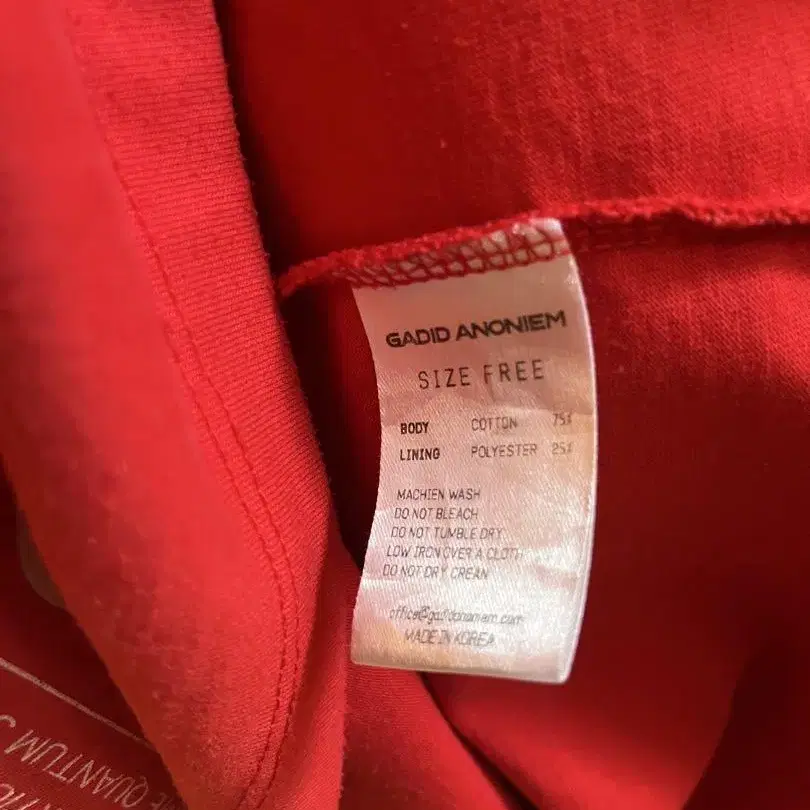 GADID ANONIEM
SIZE FREE
BODY COTTON 75%
LINING POLYESTER 25%
MACHIEN WASH
DO NOT BLEACH
DO NOT TUMBLE DRY
LOW IRON OVER A CLOTH
DO NOT DRY CREAN
office@gadidanoniem.com
MADE IN KOREA
QUANTUM